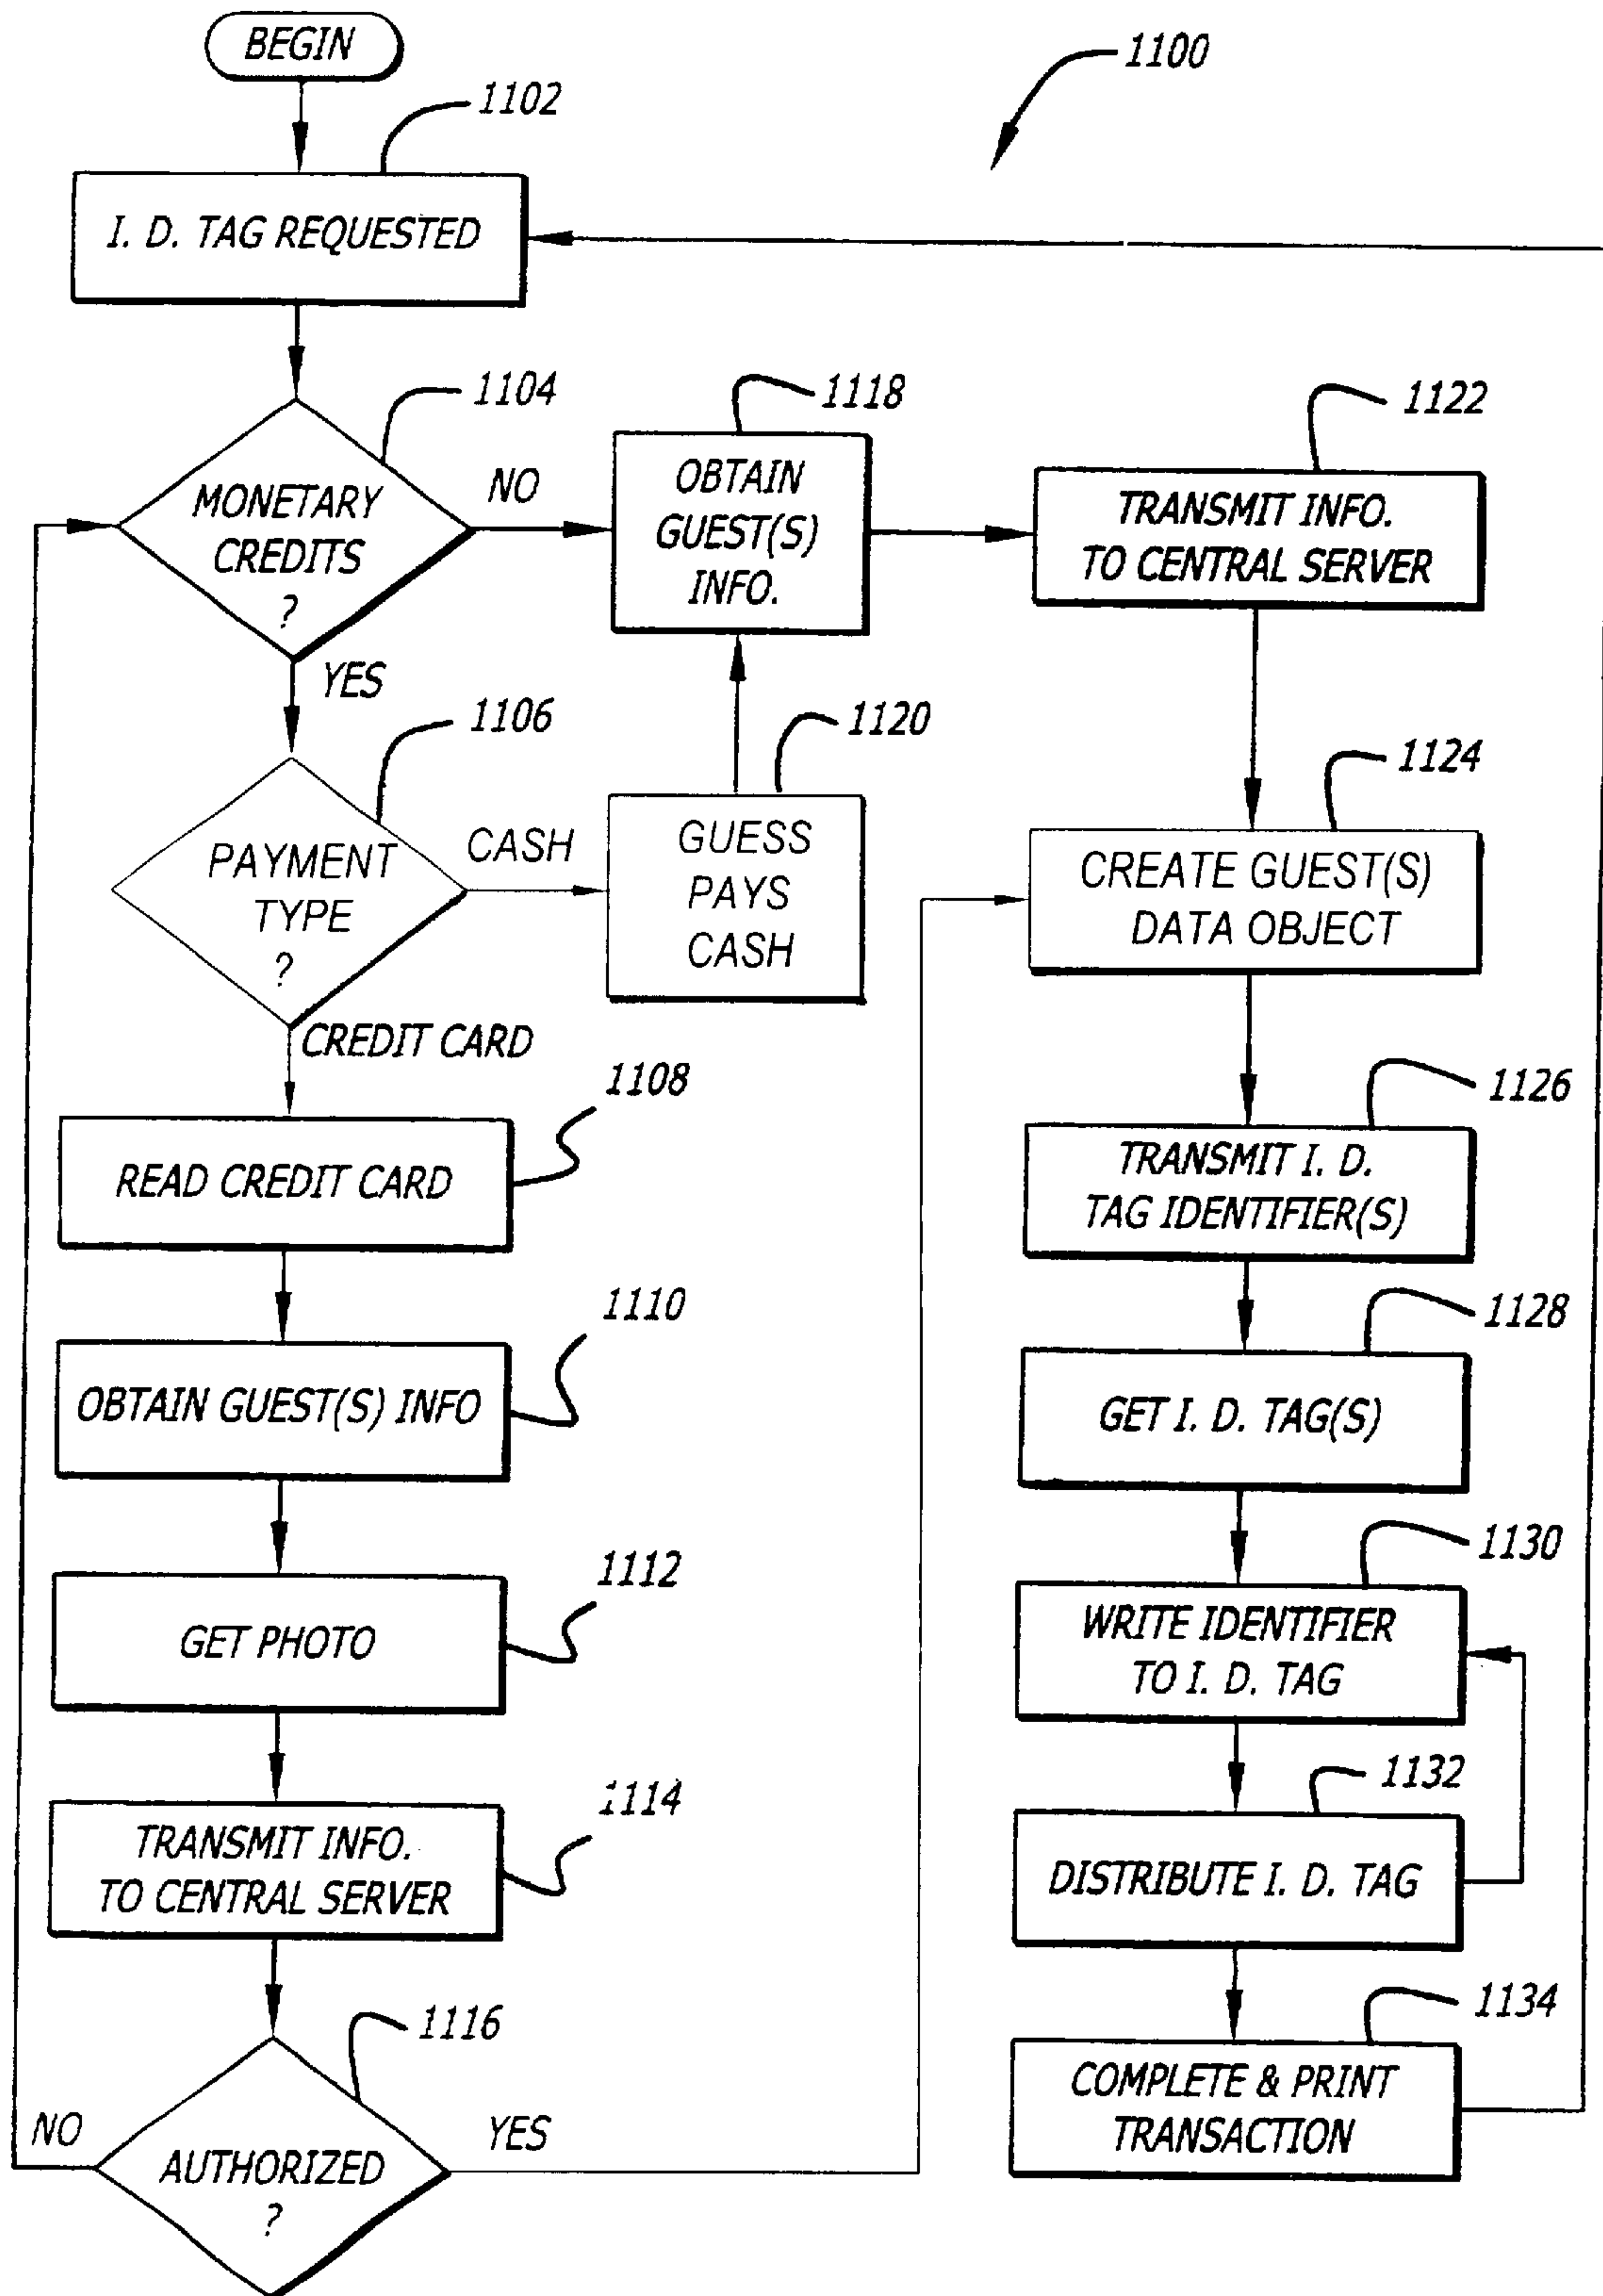 BEGIN
1100
1102
I. D. TAG REQUESTED
1104
MONETARY
CREDITS
?
NO
YES
1118
OBTAIN
GUEST(S)
INFO.
1122
TRANSMIT INFO.
TO CENTRAL SERVER
1106
PAYMENT
TYPE
?
CASH
CREDIT CARD
1120
GUESS
PAYS
CASH
1124
CREATE GUEST(S)
DATA OBJECT
1108
READ CREDIT CARD
1126
TRANSMIT I. D.
TAG IDENTIFIER(S)
1110
OBTAIN GUEST(S) INFO
1128
GET I. D. TAG(S)
1112
GET PHOTO
1130
WRITE IDENTIFIER
TO I. D. TAG
1114
TRANSMIT INFO.
TO CENTRAL SERVER
1132
DISTRIBUTE I. D. TAG
1116
AUTHORIZED
?
NO
YES
1134
COMPLETE & PRINT
TRANSACTION